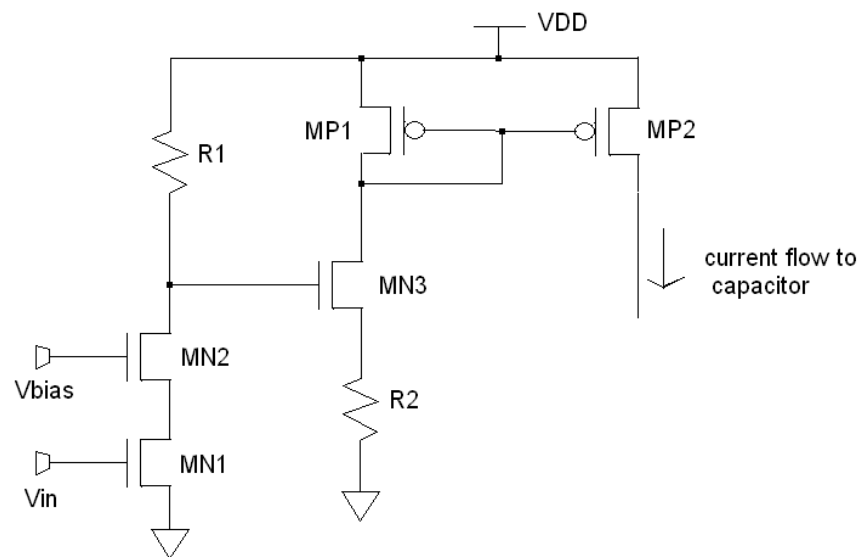 VDD
MP1
MP2
R1
current flow to
capacitor
MN3
MN2
Vbias
R2
MN1
Vin